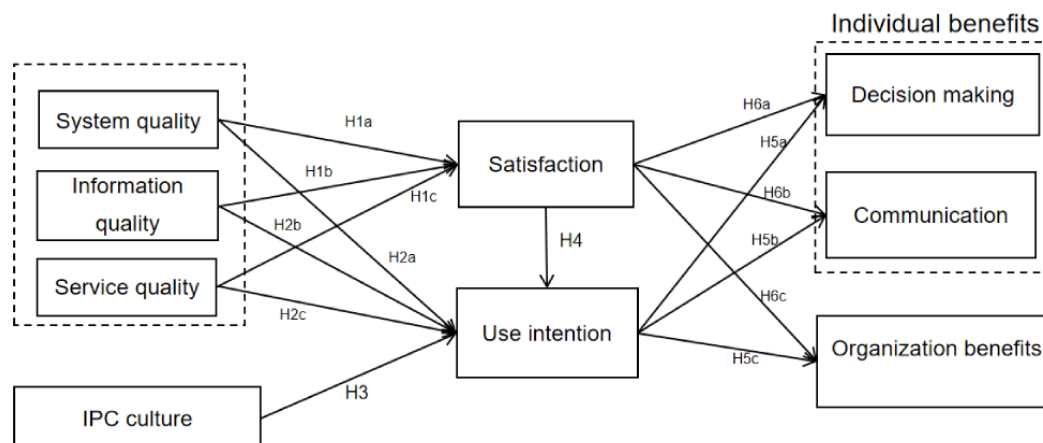 Individual benefits
System quality
Information
quality
Service quality
IPC culture
H1a
H1b
H1c
H2b
H2a
H2c
H3
Satisfaction
H4
Use intention
H6a
H5a
H6b
H5b
H6c
H5c
Decision making
Communication
Organization benefits